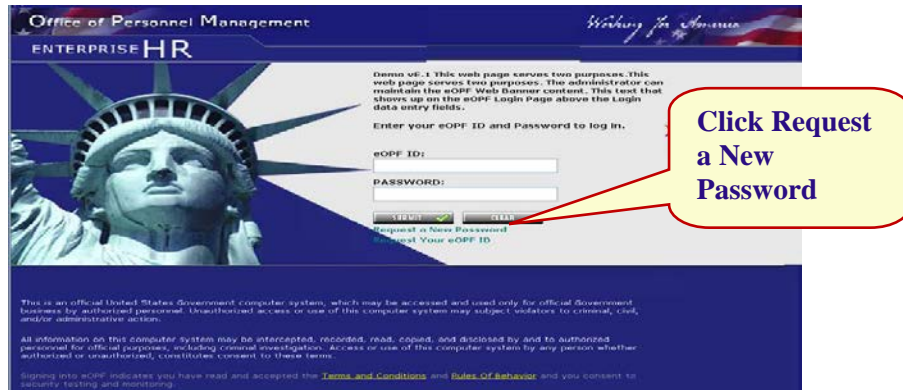 Office of Personnel Management
Working for America
ENTERPRISE HR
Demo v6.1 This web page serves two purposes.This
web page serves two purposes. The administrator can
maintain the eOPF Web Banner content. This text that
shows up on the eOPF Login Page above the Login
data entry fields.
Enter your eOPF ID and Password to log in.
eOPF ID:
PASSWORD:
SUBMIT CLEAR
Request a New Password
Request Your eOPF ID
Click Request
a New
Password
This is an official United States Government computer system, which may be accessed and used only for official Government
business by authorized personnel. Unauthorized access or use of this computer system may subject violators to criminal, civil,
and/or administrative action.
All information on this computer system may be intercepted, recorded, read, copied, and disclosed by and to authorized
personnel for official purposes, including criminal investigation. Access or use of this computer system by any person whether
authorized or unauthorized, constitutes consent to these terms.
Signing into eOPF indicates you have read and accepted the Terms and Conditions and Rules Of Behavior and you consent to
security testing and monitoring.